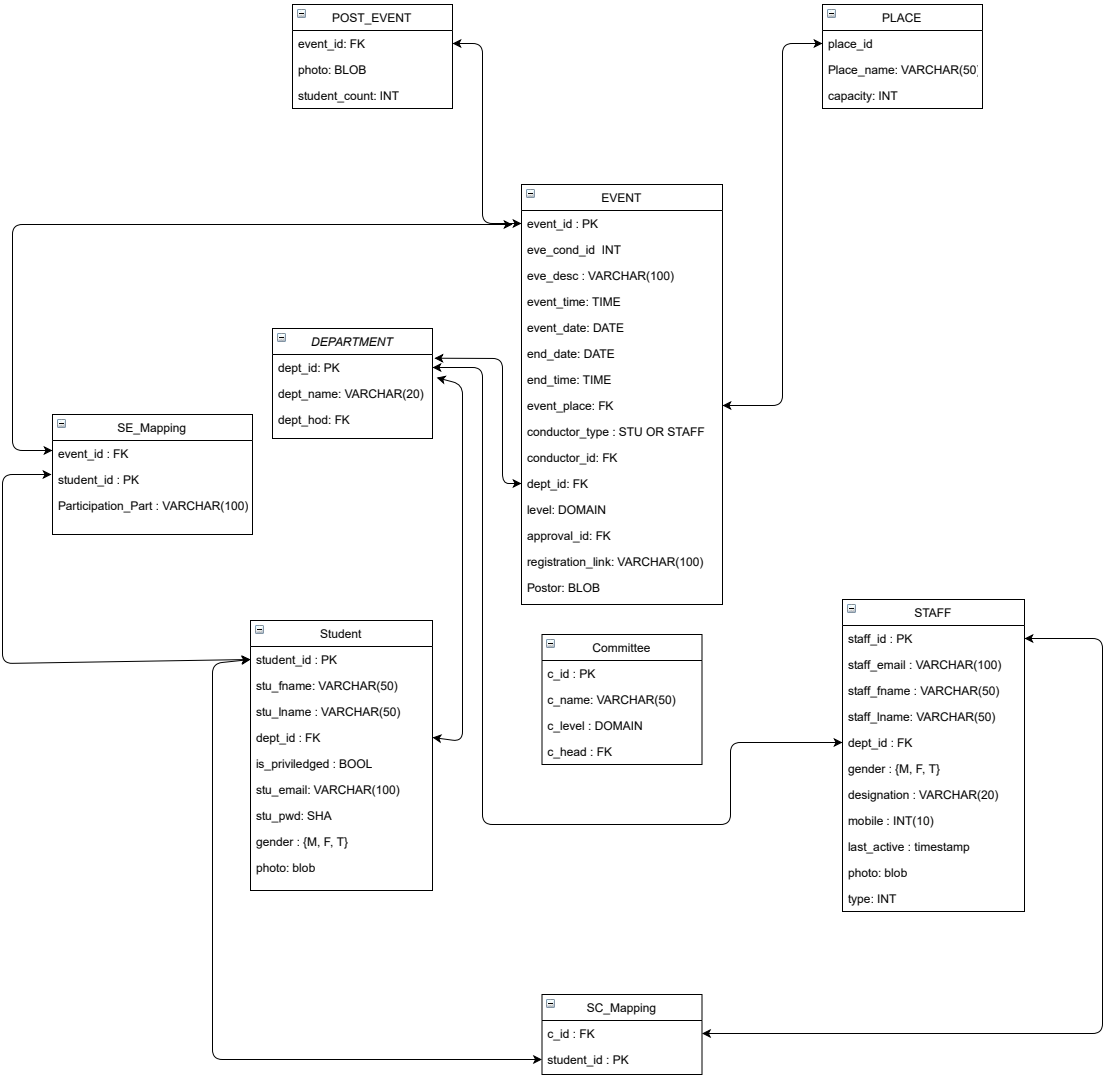 POST_EVENT
event_id: FK
photo: BLOB
student_count: INT
PLACE
place_id
Place_name: VARCHAR(50)
capacity: INT
EVENT
event_id : PK
eve_cond_id  INT
eve_desc : VARCHAR(100)
event_time: TIME
event_date: DATE
end_date: DATE
end_time: TIME
event_place: FK
conductor_type : STU OR STAFF
conductor_id: FK
dept_id: FK
level: DOMAIN
approval_id: FK
registration_link: VARCHAR(100)
Postor: BLOB
DEPARTMENT
dept_id: PK
dept_name: VARCHAR(20)
dept_hod: FK
SE_Mapping
event_id : FK
student_id : PK
Participation_Part : VARCHAR(100)
Student
student_id : PK
stu_fname: VARCHAR(50)
stu_lname : VARCHAR(50)
dept_id : FK
is_priviledged : BOOL
stu_email: VARCHAR(100)
stu_pwd: SHA
gender : {M, F, T}
photo: blob
Committee
c_id : PK
c_name: VARCHAR(50)
c_level : DOMAIN
c_head : FK
STAFF
staff_id : PK
staff_email : VARCHAR(100)
staff_fname : VARCHAR(50)
staff_lname: VARCHAR(50)
dept_id : FK
gender : {M, F, T}
designation : VARCHAR(20)
mobile : INT(10)
last_active : timestamp
photo: blob
type: INT
SC_Mapping
c_id : FK
student_id : PK